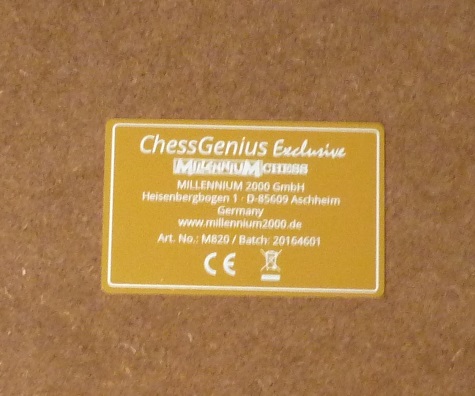 ChessGenius Exclusive
MILLENNIUM CHESS
MILLENNIUM 2000 GmbH
Heisenbergbogen 1 · D-85609 Aschheim
Germany
www.millennium2000.de
Art. No.: M820 / Batch: 20164601
CE